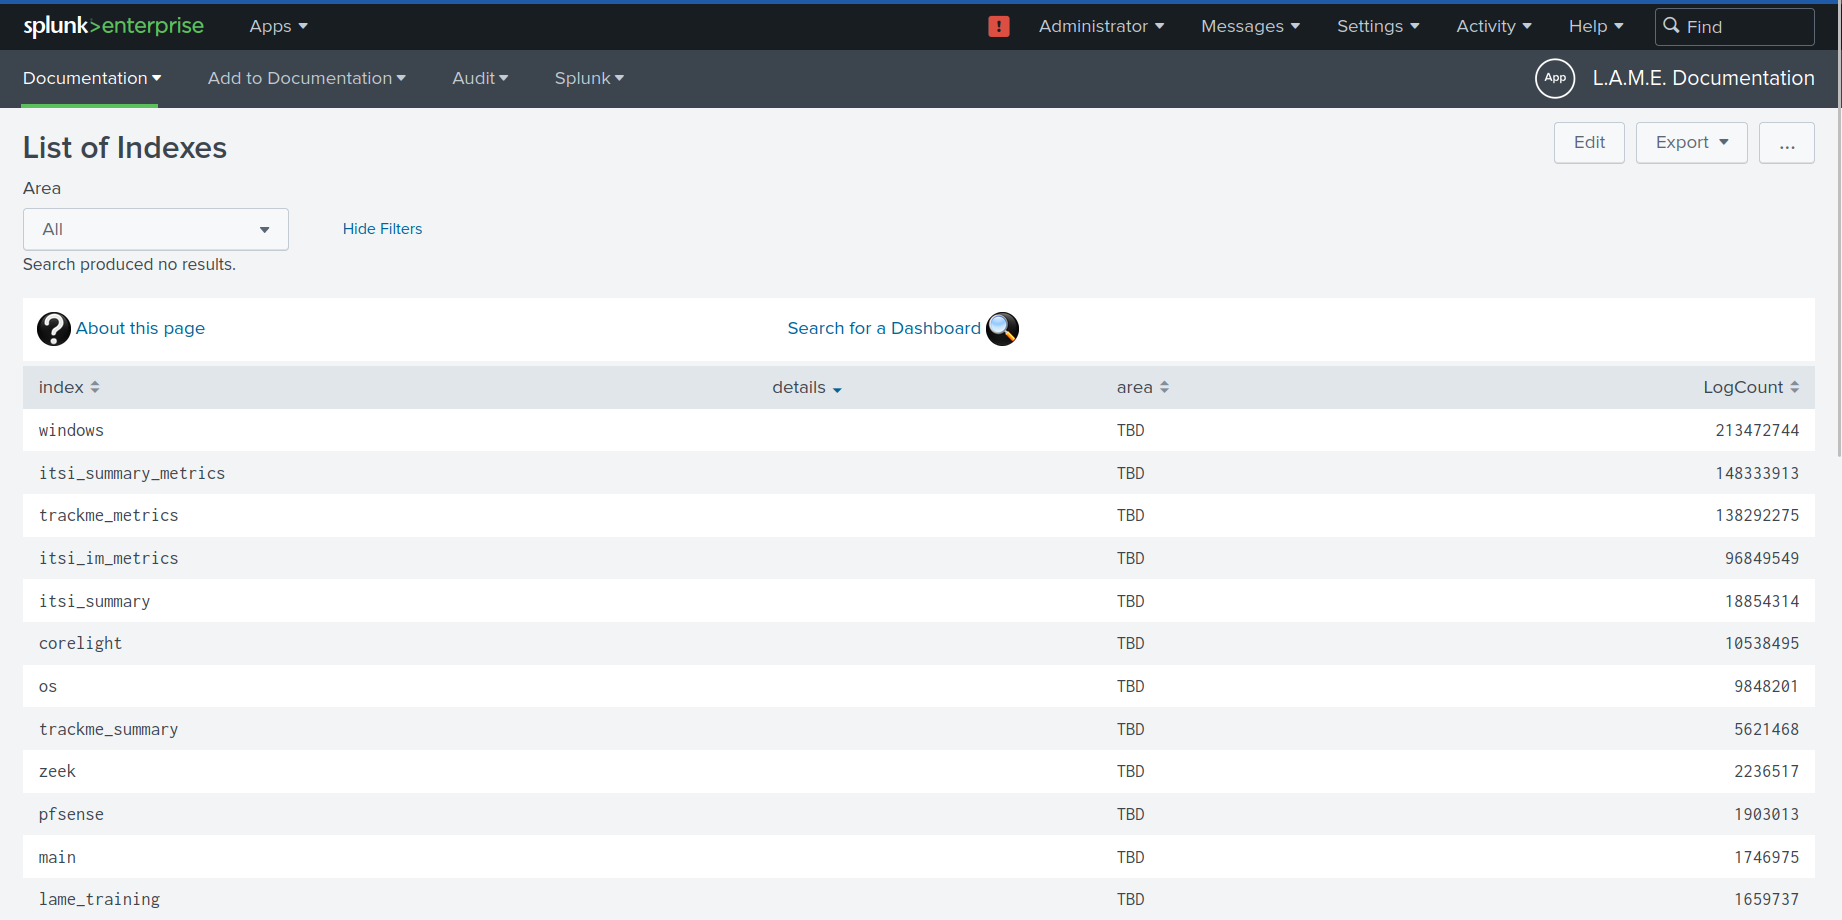 splunk>enterprise Apps ! Administrator Messages Settings Activity Help Find
Documentation Add to Documentation Audit Splunk App L.A.M.E. Documentation
List of Indexes Edit Export ...
Area
All Hide Filters
Search produced no results.
? About this page Search for a Dashboard
index details area LogCount
windows TBD 213472744
itsi_summary_metrics TBD 148333913
trackme_metrics TBD 138292275
itsi_im_metrics TBD 96849549
itsi_summary TBD 18854314
corelight TBD 10538495
os TBD 9848201
trackme_summary TBD 5621468
zeek TBD 2236517
pfsense TBD 1903013
main TBD 1746975
lame_training TBD 1659737